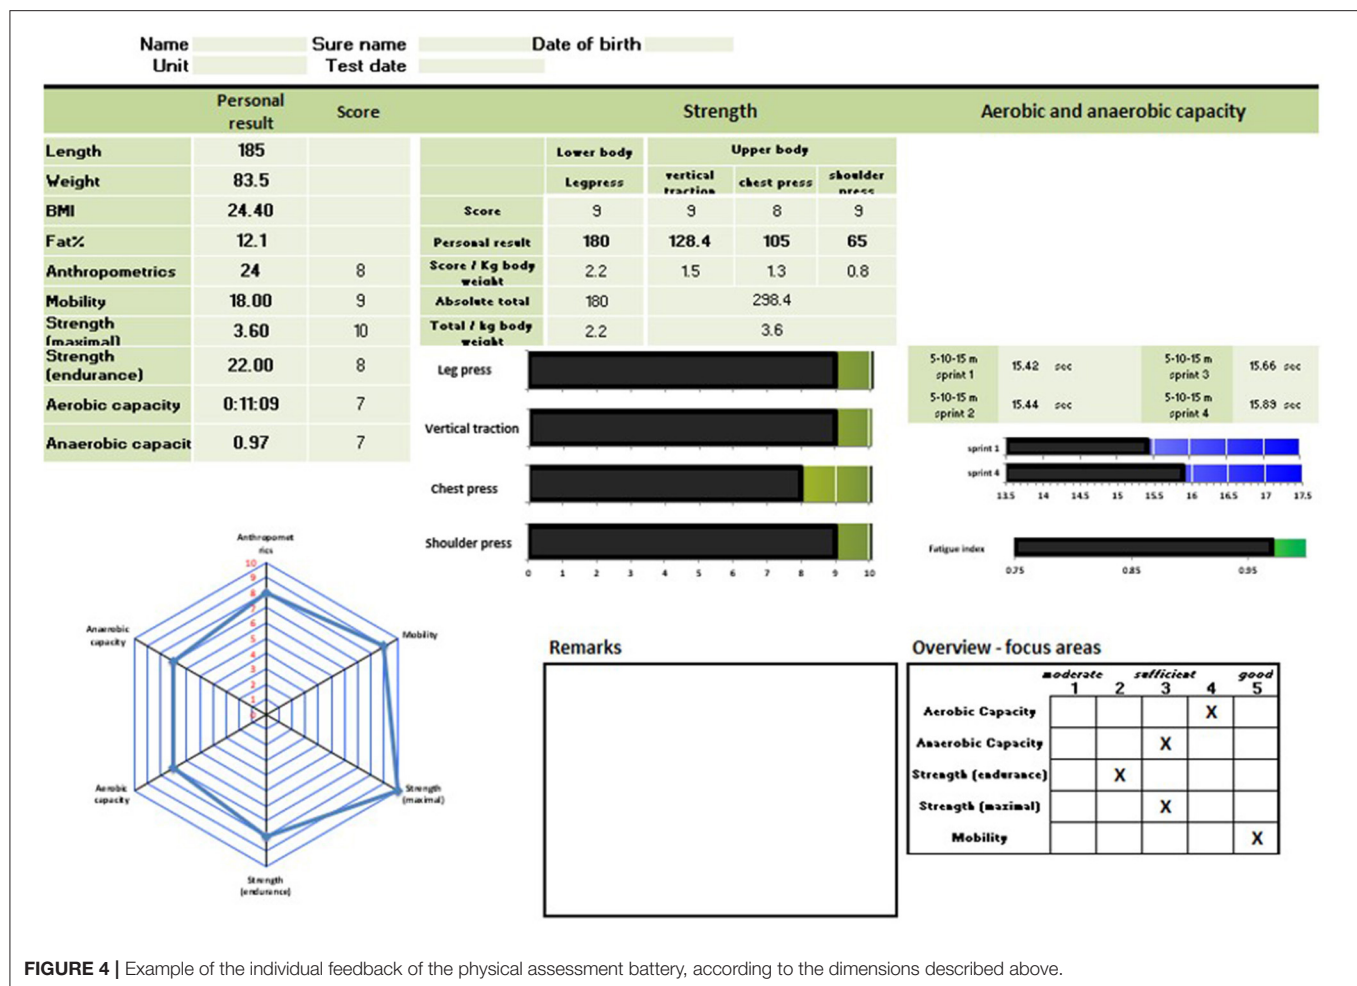 Name Sure name Date of birth
Unit Test date
Personal result Score Strength Aerobic and anaerobic capacity
Length 185
Weight 83.5
BMI 24.40
Fat% 12.1
Anthropometrics 24 8
Mobility 18.00 9
Strength (maximal) 3.60 10
Strength (endurance) 22.00 8
Aerobic capacity 0:11:09 7
Anaerobic capacit 0.97 7
Lower body Upper body
Legpress vertical traction chest press shoulder press
Score 9 9 8 9
Personal result 180 128.4 105 65
Score / Kg body weight 2.2 1.5 1.3 0.8
Absolute total 180 298.4
Total / kg body weight 2.2 3.6
Leg press
Vertical traction
Chest press
Shoulder press
0 1 2 3 4 5 6 7 8 9 10
5-10-15 m sprint 1 15.42 sec 5-10-15 m sprint 3 15.66 sec
5-10-15 m sprint 2 15.44 sec 5-10-15 m sprint 4 15.89 sec
sprint 1
sprint 4
13.5 14 14.5 15 15.5 16 16.5 17 17.5
Fatigue index
0.75 0.85 0.95
Anthropomet
rics
10
9
8
7
6
5
4
3
2
1
0
Mobility
Strength
(maximal)
Strength
(endurance)
Aerobic
capacity
Anaerobic
capacity
Remarks
Overview - focus areas
moderate sufficient good
1 2 3 4 5
Aerobic Capacity X
Anaerobic Capacity X
Strength (endurance) X
Strength (maximal) X
Mobility X
FIGURE 4 | Example of the individual feedback of the physical assessment battery, according to the dimensions described above.